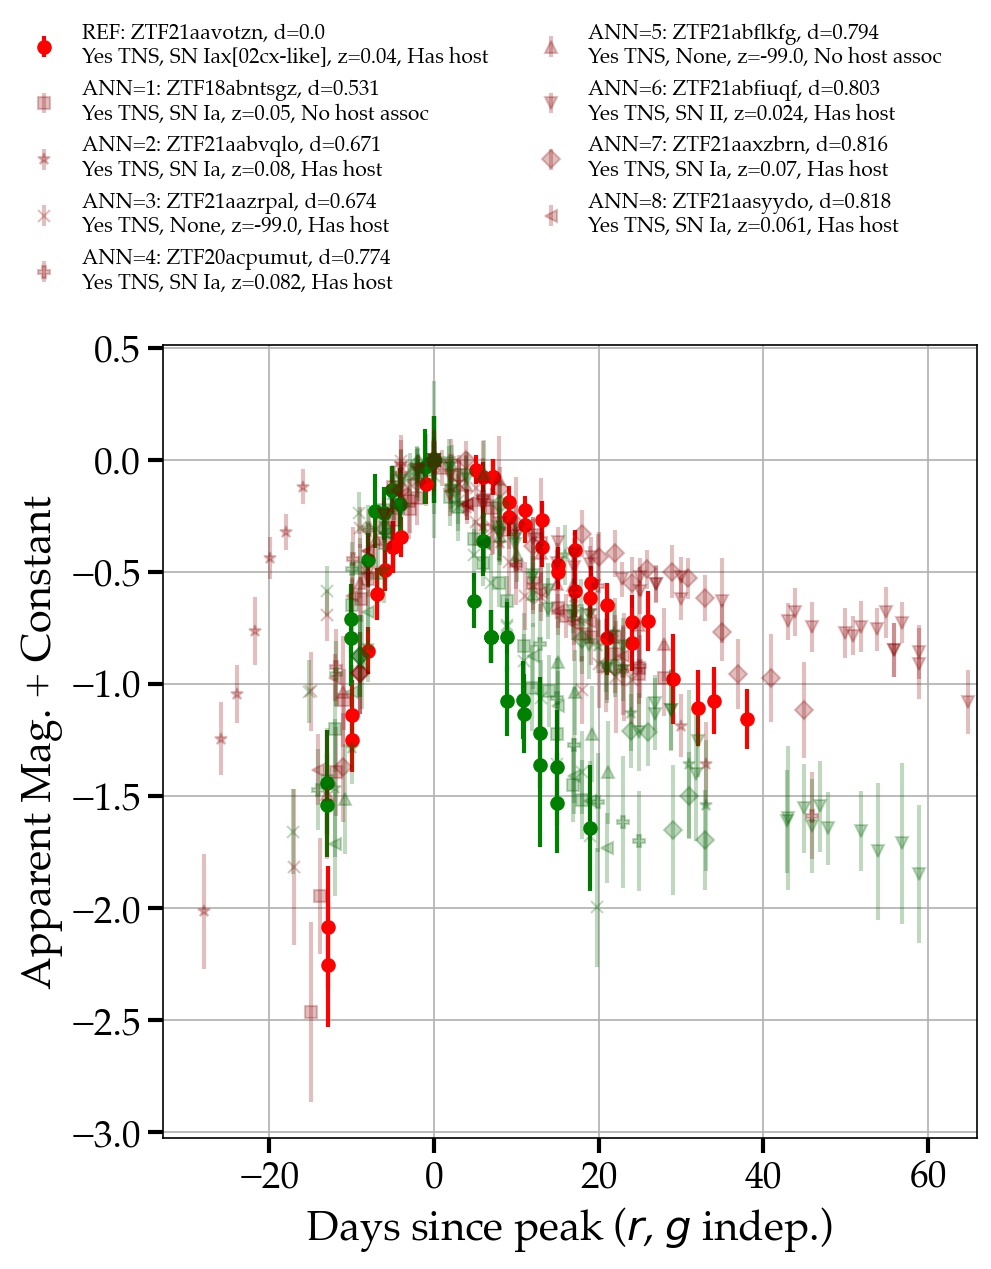 REF: ZTF21aavotzn, d=0.0
Yes TNS, SN Iax[02cx-like], z=0.04, Has host
ANN=1: ZTF18abntsgz, d=0.531
Yes TNS, SN Ia, z=0.05, No host assoc
ANN=2: ZTF21aabvqlo, d=0.671
Yes TNS, SN Ia, z=0.08, Has host
ANN=3: ZTF21aazrpal, d=0.674
Yes TNS, None, z=-99.0, Has host
ANN=4: ZTF20acpumut, d=0.774
Yes TNS, SN Ia, z=0.082, Has host
ANN=5: ZTF21abflkfg, d=0.794
Yes TNS, None, z=-99.0, No host assoc
ANN=6: ZTF21abfiuqf, d=0.803
Yes TNS, SN II, z=0.024, Has host
ANN=7: ZTF21aaxzbrn, d=0.816
Yes TNS, SN Ia, z=0.07, Has host
ANN=8: ZTF21aasyydo, d=0.818
Yes TNS, SN Ia, z=0.061, Has host
Apparent Mag. + Constant
0.5
0.0
−0.5
−1.0
−1.5
−2.0
−2.5
−3.0
−20
0
20
40
60
Days since peak (r, g indep.)